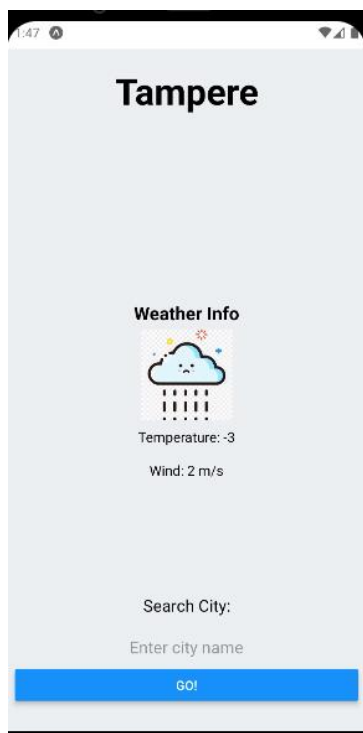 1:47
Tampere
Weather Info
Temperature: -3
Wind: 2 m/s
Search City:
Enter city name
GO!